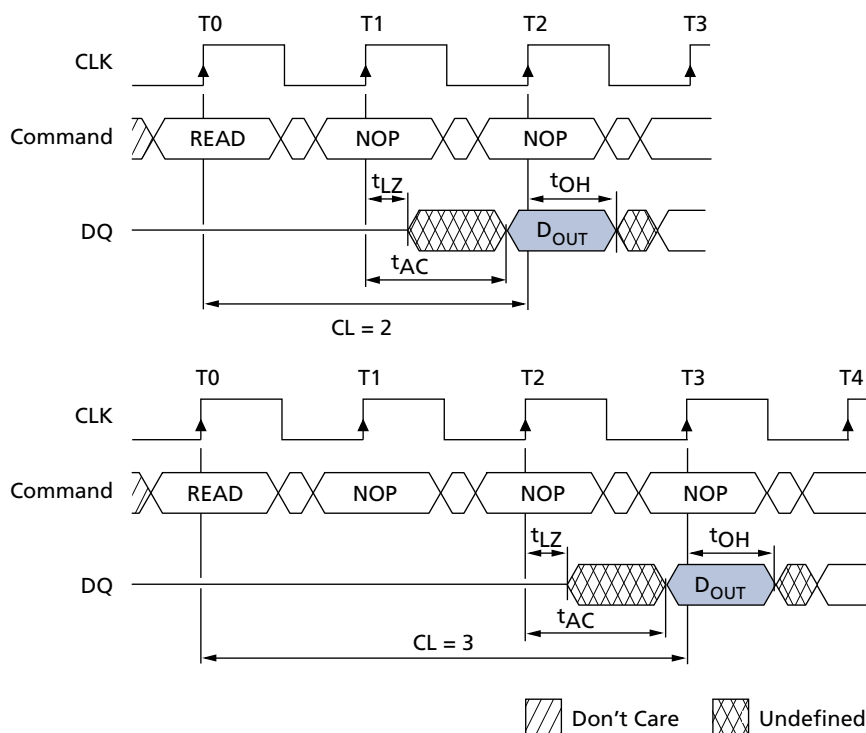 T0 T1 T2 T3
CLK
Command READ NOP NOP
tLZ tOH
DQ DOUT
tAC
CL = 2
T0 T1 T2 T3 T4
CLK
Command READ NOP NOP NOP
tLZ tOH
DQ DOUT
tAC
CL = 3
Don't Care Undefined